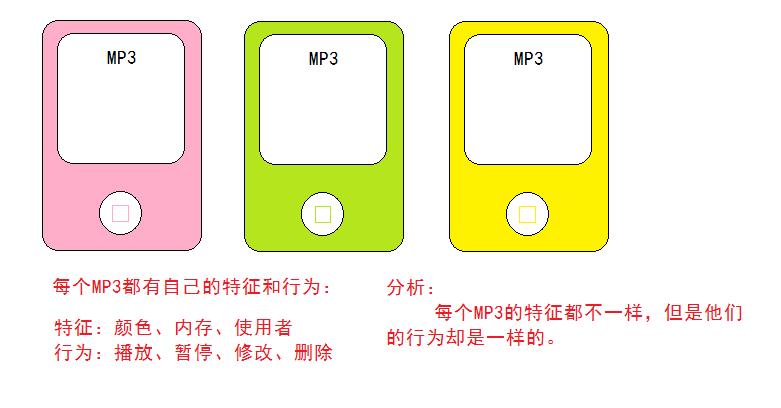 MP3
MP3
MP3
每个MP3都有自己的特征和行为：
特征：颜色、内存、使用者
行为：播放、暂停、修改、删除
分析：
每个MP3的特征都不一样，但是他们
的行为却是一样的。